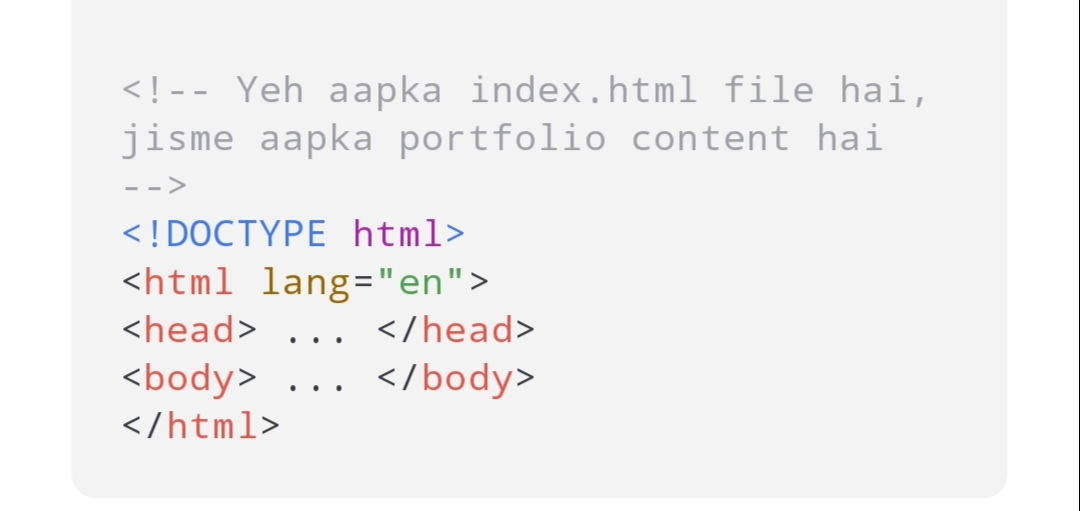 <!-- Yeh aapka index.html file hai,
jisme aapka portfolio content hai
-->
<!DOCTYPE html>
<html lang="en">
<head> ... </head>
<body> ... </body>
</html>